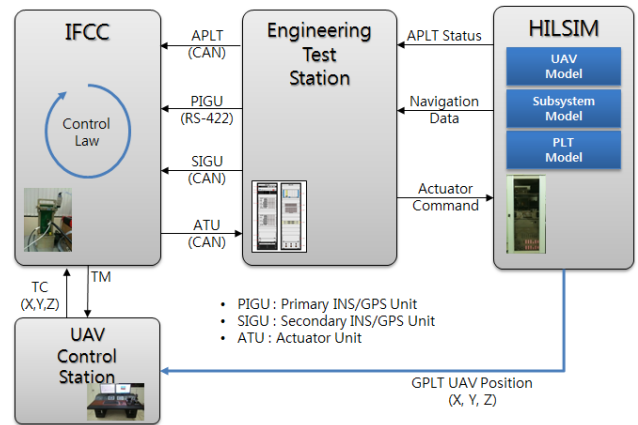 IFCC
Control
Law
APLT
(CAN)
PIGU
(RS-422)
SIGU
(CAN)
ATU
(CAN)
Engineering
Test
Station
APLT Status
Navigation
Data
Actuator
Command
HILSIM
UAV
Model
Subsystem
Model
PLT
Model
TC
(X,Y,Z)
TM
• PIGU : Primary INS/GPS Unit
• SIGU : Secondary INS/GPS Unit
• ATU : Actuator Unit
UAV
Control
Station
GPLT UAV Position
(X, Y, Z)